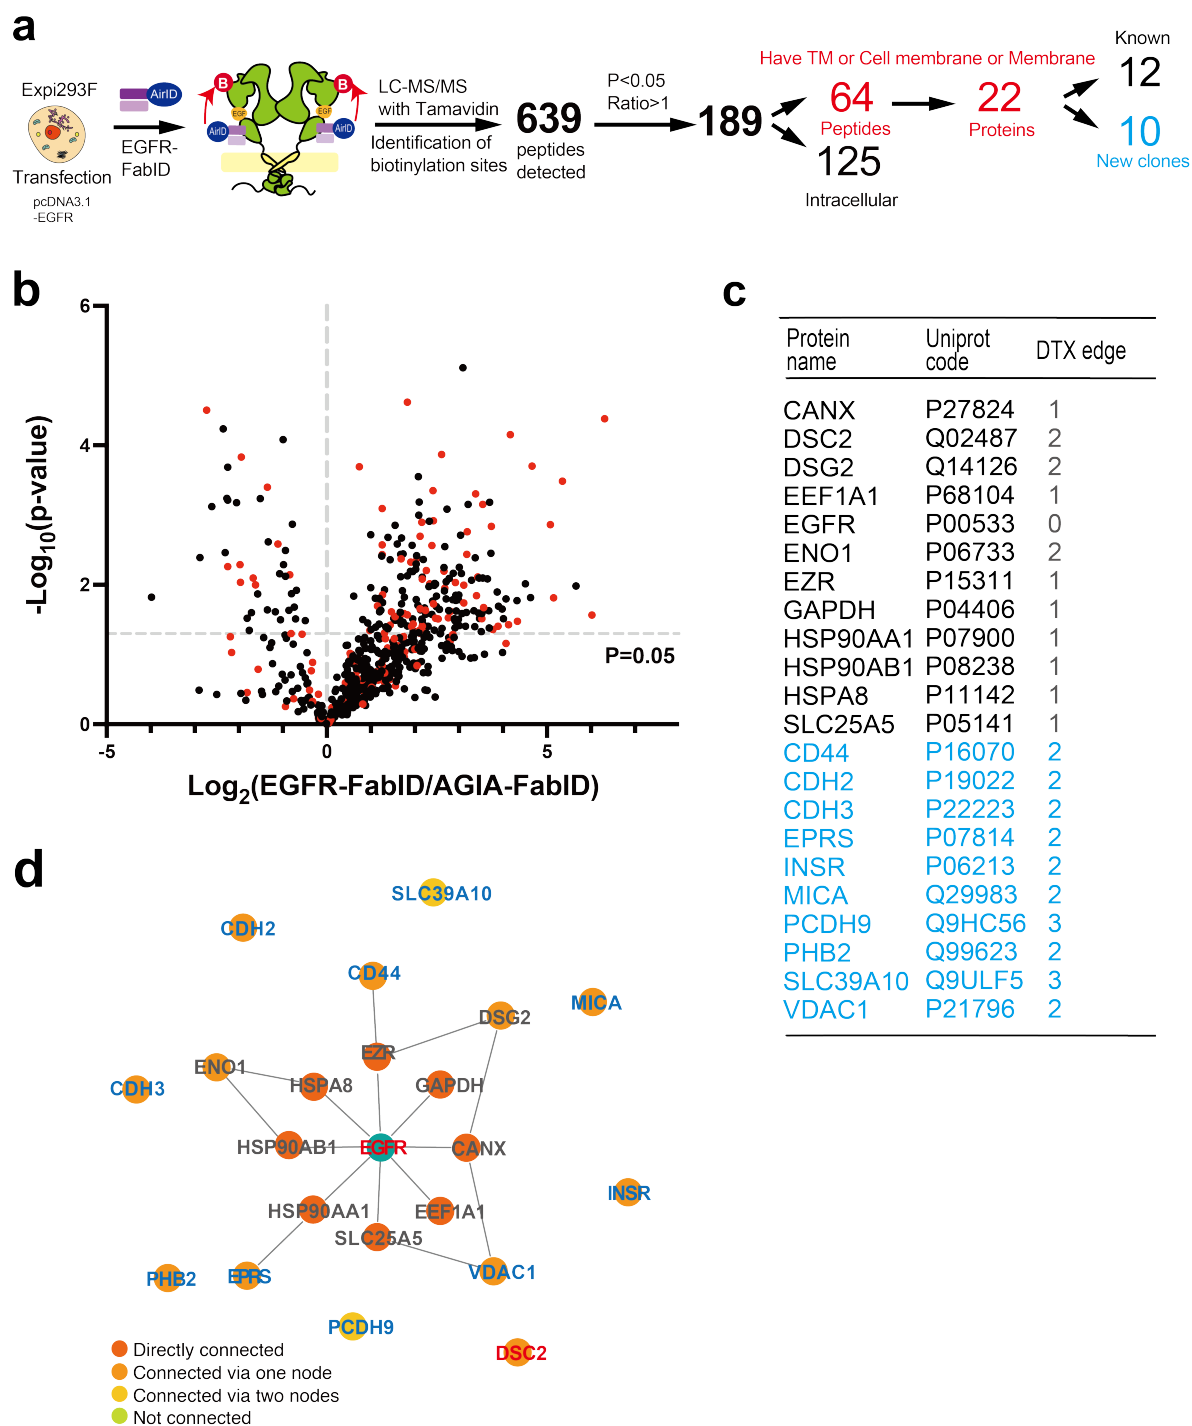 a
Expi293F
Transfection
pcDNA3.1
-EGFR
AirID
EGFR-
FabID
B
B
EGF
EGF
AirID
AirID
LC-MS/MS
with Tamavidin
Identification of
biotinylation sites
639
peptides
detected
P<0.05
Ratio>1
189
Have TM or Cell membrane or Membrane
64
Peptides
125
Intracellular
22
Proteins
Known
12
10
New clones
b
-Log10(p-value)
6
4
2
0
-5
0
5
P=0.05
Log2(EGFR-FabID/AGIA-FabID)
c
Protein name Uniprot code DTX edge
CANX P27824 1
DSC2 Q02487 2
DSG2 Q14126 2
EEF1A1 P68104 1
EGFR P00533 0
ENO1 P06733 2
EZR P15311 1
GAPDH P04406 1
HSP90AA1 P07900 1
HSP90AB1 P08238 1
HSPA8 P11142 1
SLC25A5 P05141 1
CD44 P16070 2
CDH2 P19022 2
CDH3 P22223 2
EPRS P07814 2
INSR P06213 2
MICA Q29983 2
PCDH9 Q9HC56 3
PHB2 Q99623 2
SLC39A10 Q9ULF5 3
VDAC1 P21796 2
d
SLC39A10
CDH2
CD44
MICA
DSG2
EZR
ENO1
HSPA8
GAPDH
CDH3
HSP90AB1
EGFR
CANX
INSR
HSP90AA1
EEF1A1
SLC25A5
PHB2
EPRS
VDAC1
PCDH9
DSC2
Directly connected
Connected via one node
Connected via two nodes
Not connected